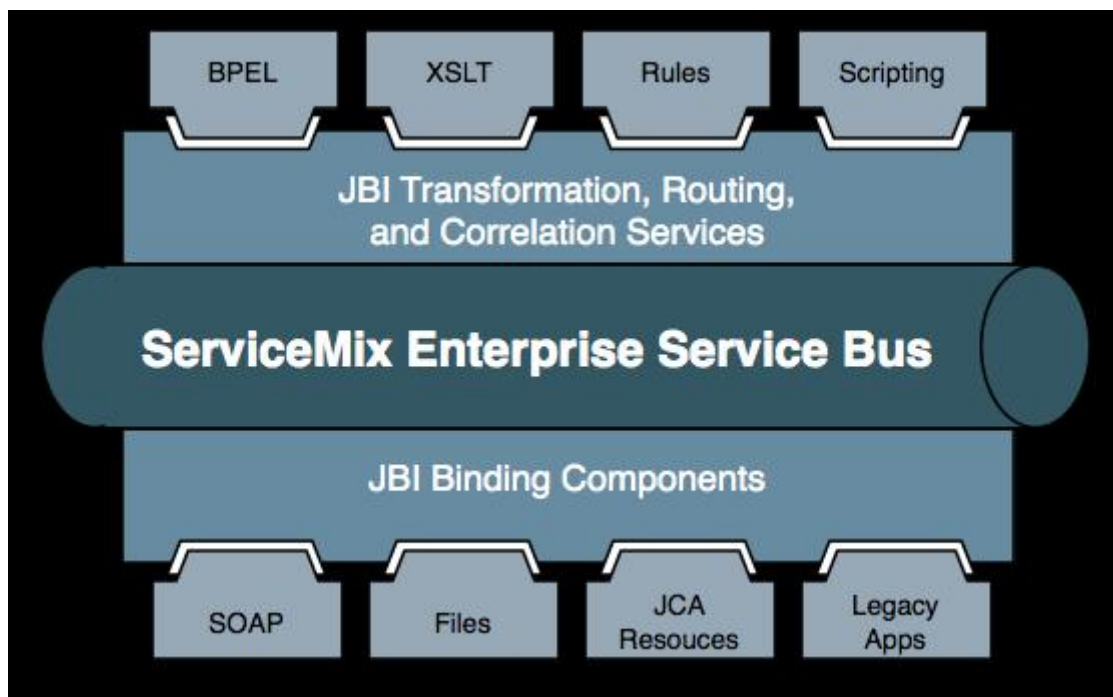 BPEL
XSLT
Rules
Scripting
JBI Transformation, Routing,
and Correlation Services
ServiceMix Enterprise Service Bus
JBI Binding Components
SOAP
Files
JCA
Resouces
Legacy
Apps